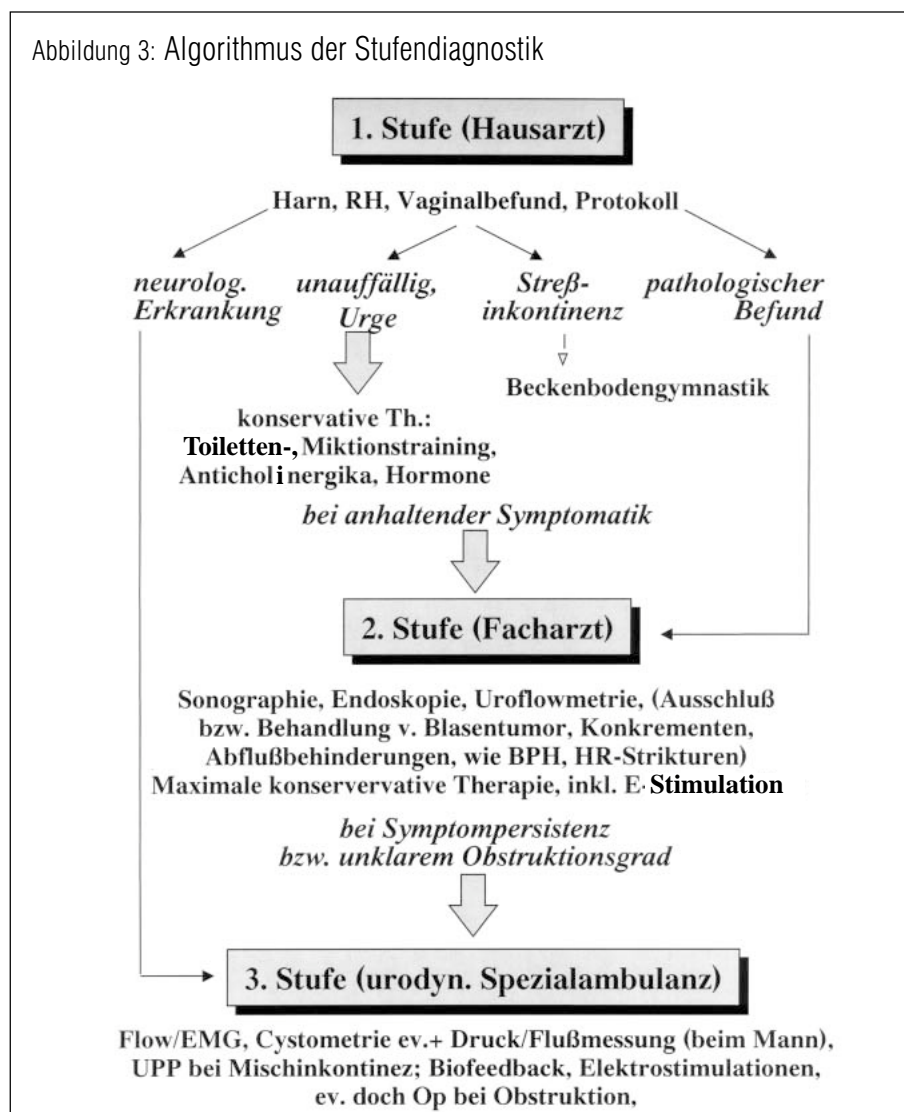 Abbildung 3: Algorithmus der Stufendiagnostik
1. Stufe (Hausarzt)
Harn, RH, Vaginalbefund, Protokoll
neurolog.
Erkrankung
unauffällig,
Urge
Streß-
inkontinenz
pathologischer
Befund
Beckenbodengymnastik
konservative Th.:
Toiletten-, Miktionstraining,
Anticholinergika, Hormone
bei anhaltender Symptomatik
2. Stufe (Facharzt)
Sonographie, Endoskopie, Uroflowmetrie, (Ausschluß
bzw. Behandlung v. Blasentumor, Konkrementen,
Abflußbehinderungen, wie BPH, HR-Strikturen)
Maximale konservervative Therapie, inkl. E-Stimulation
bei Symptompersistenz
bzw. unklarem Obstruktionsgrad
3. Stufe (urodyn. Spezialambulanz)
Flow/EMG, Cystometrie ev.+ Druck/Flußmessung (beim Mann),
UPP bei Mischinkontinez; Biofeedback, Elektrostimulationen,
ev. doch Op bei Obstruktion,